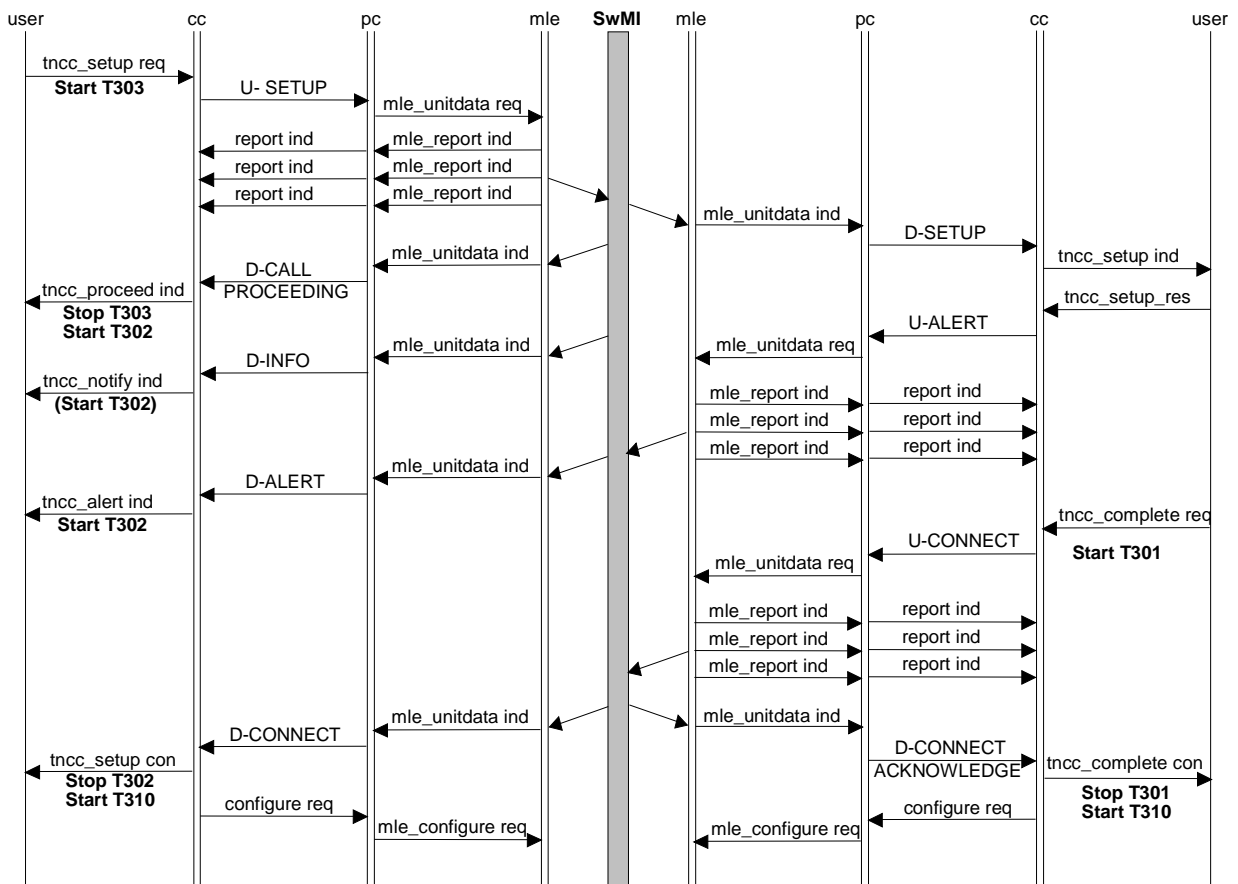 user cc pc mle SwMI mle pc cc user
tncc_setup req
Start T303
U- SETUP
mle_unitdata req
report ind mle_report ind
report ind mle_report ind
report ind mle_report ind
mle_unitdata ind
D-SETUP
mle_unitdata ind
tncc_setup ind
D-CALL
PROCEEDING
tncc_proceed ind
Stop T303
Start T302
tncc_setup_res
U-ALERT
mle_unitdata ind
mle_unitdata req
D-INFO
tncc_notify ind
(Start T302)
mle_report ind report ind
mle_report ind report ind
mle_report ind report ind
mle_unitdata ind
D-ALERT
tncc_alert ind
Start T302
tncc_complete req
U-CONNECT
Start T301
mle_unitdata req
mle_report ind report ind
mle_report ind report ind
mle_report ind report ind
mle_unitdata ind
mle_unitdata ind
D-CONNECT
D-CONNECT
ACKNOWLEDGE
tncc_setup con
Stop T302
Start T310
tncc_complete con
Stop T301
Start T310
configure req
configure req
mle_configure req
mle_configure req